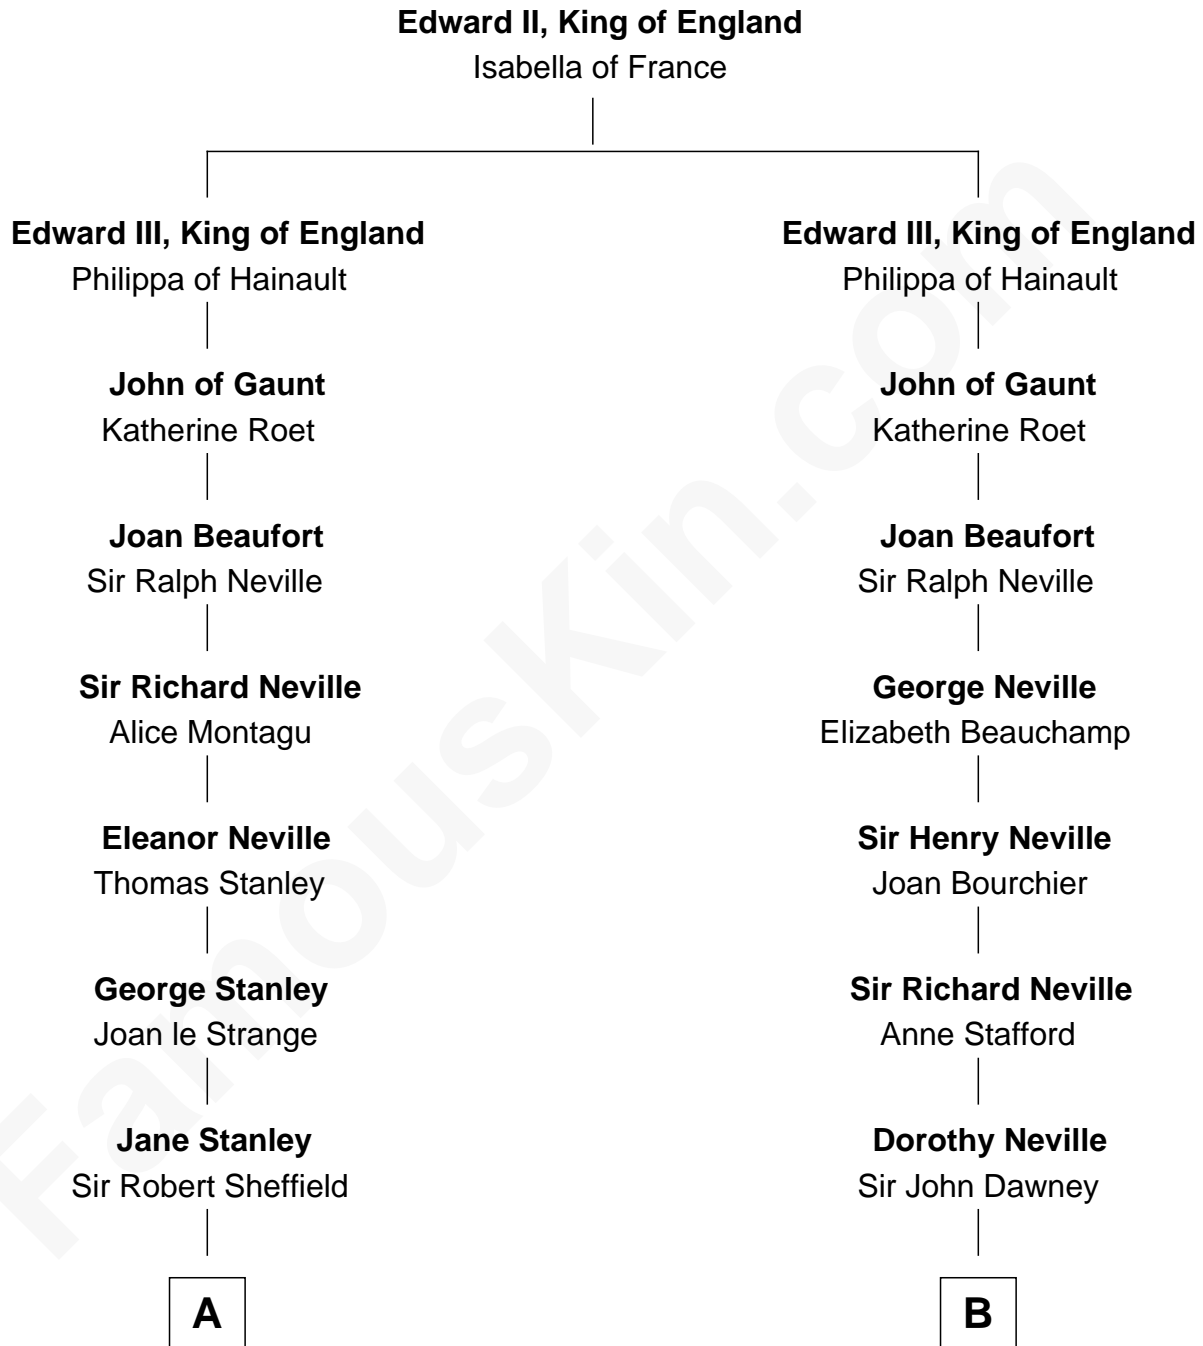 Edward II, King of England
Isabella of France
Edward III, King of England
Philippa of Hainault
John of Gaunt
Katherine Roet
Joan Beaufort
Sir Ralph Neville
Sir Richard Neville
Alice Montagu
Eleanor Neville
Thomas Stanley
George Stanley
Joan le Strange
Jane Stanley
Sir Robert Sheffield
A
Edward III, King of England
Philippa of Hainault
John of Gaunt
Katherine Roet
Joan Beaufort
Sir Ralph Neville
George Neville
Elizabeth Beauchamp
Sir Henry Neville
Joan Bourchier
Sir Richard Neville
Anne Stafford
Dorothy Neville
Sir John Dawney
B
FamousKin.com